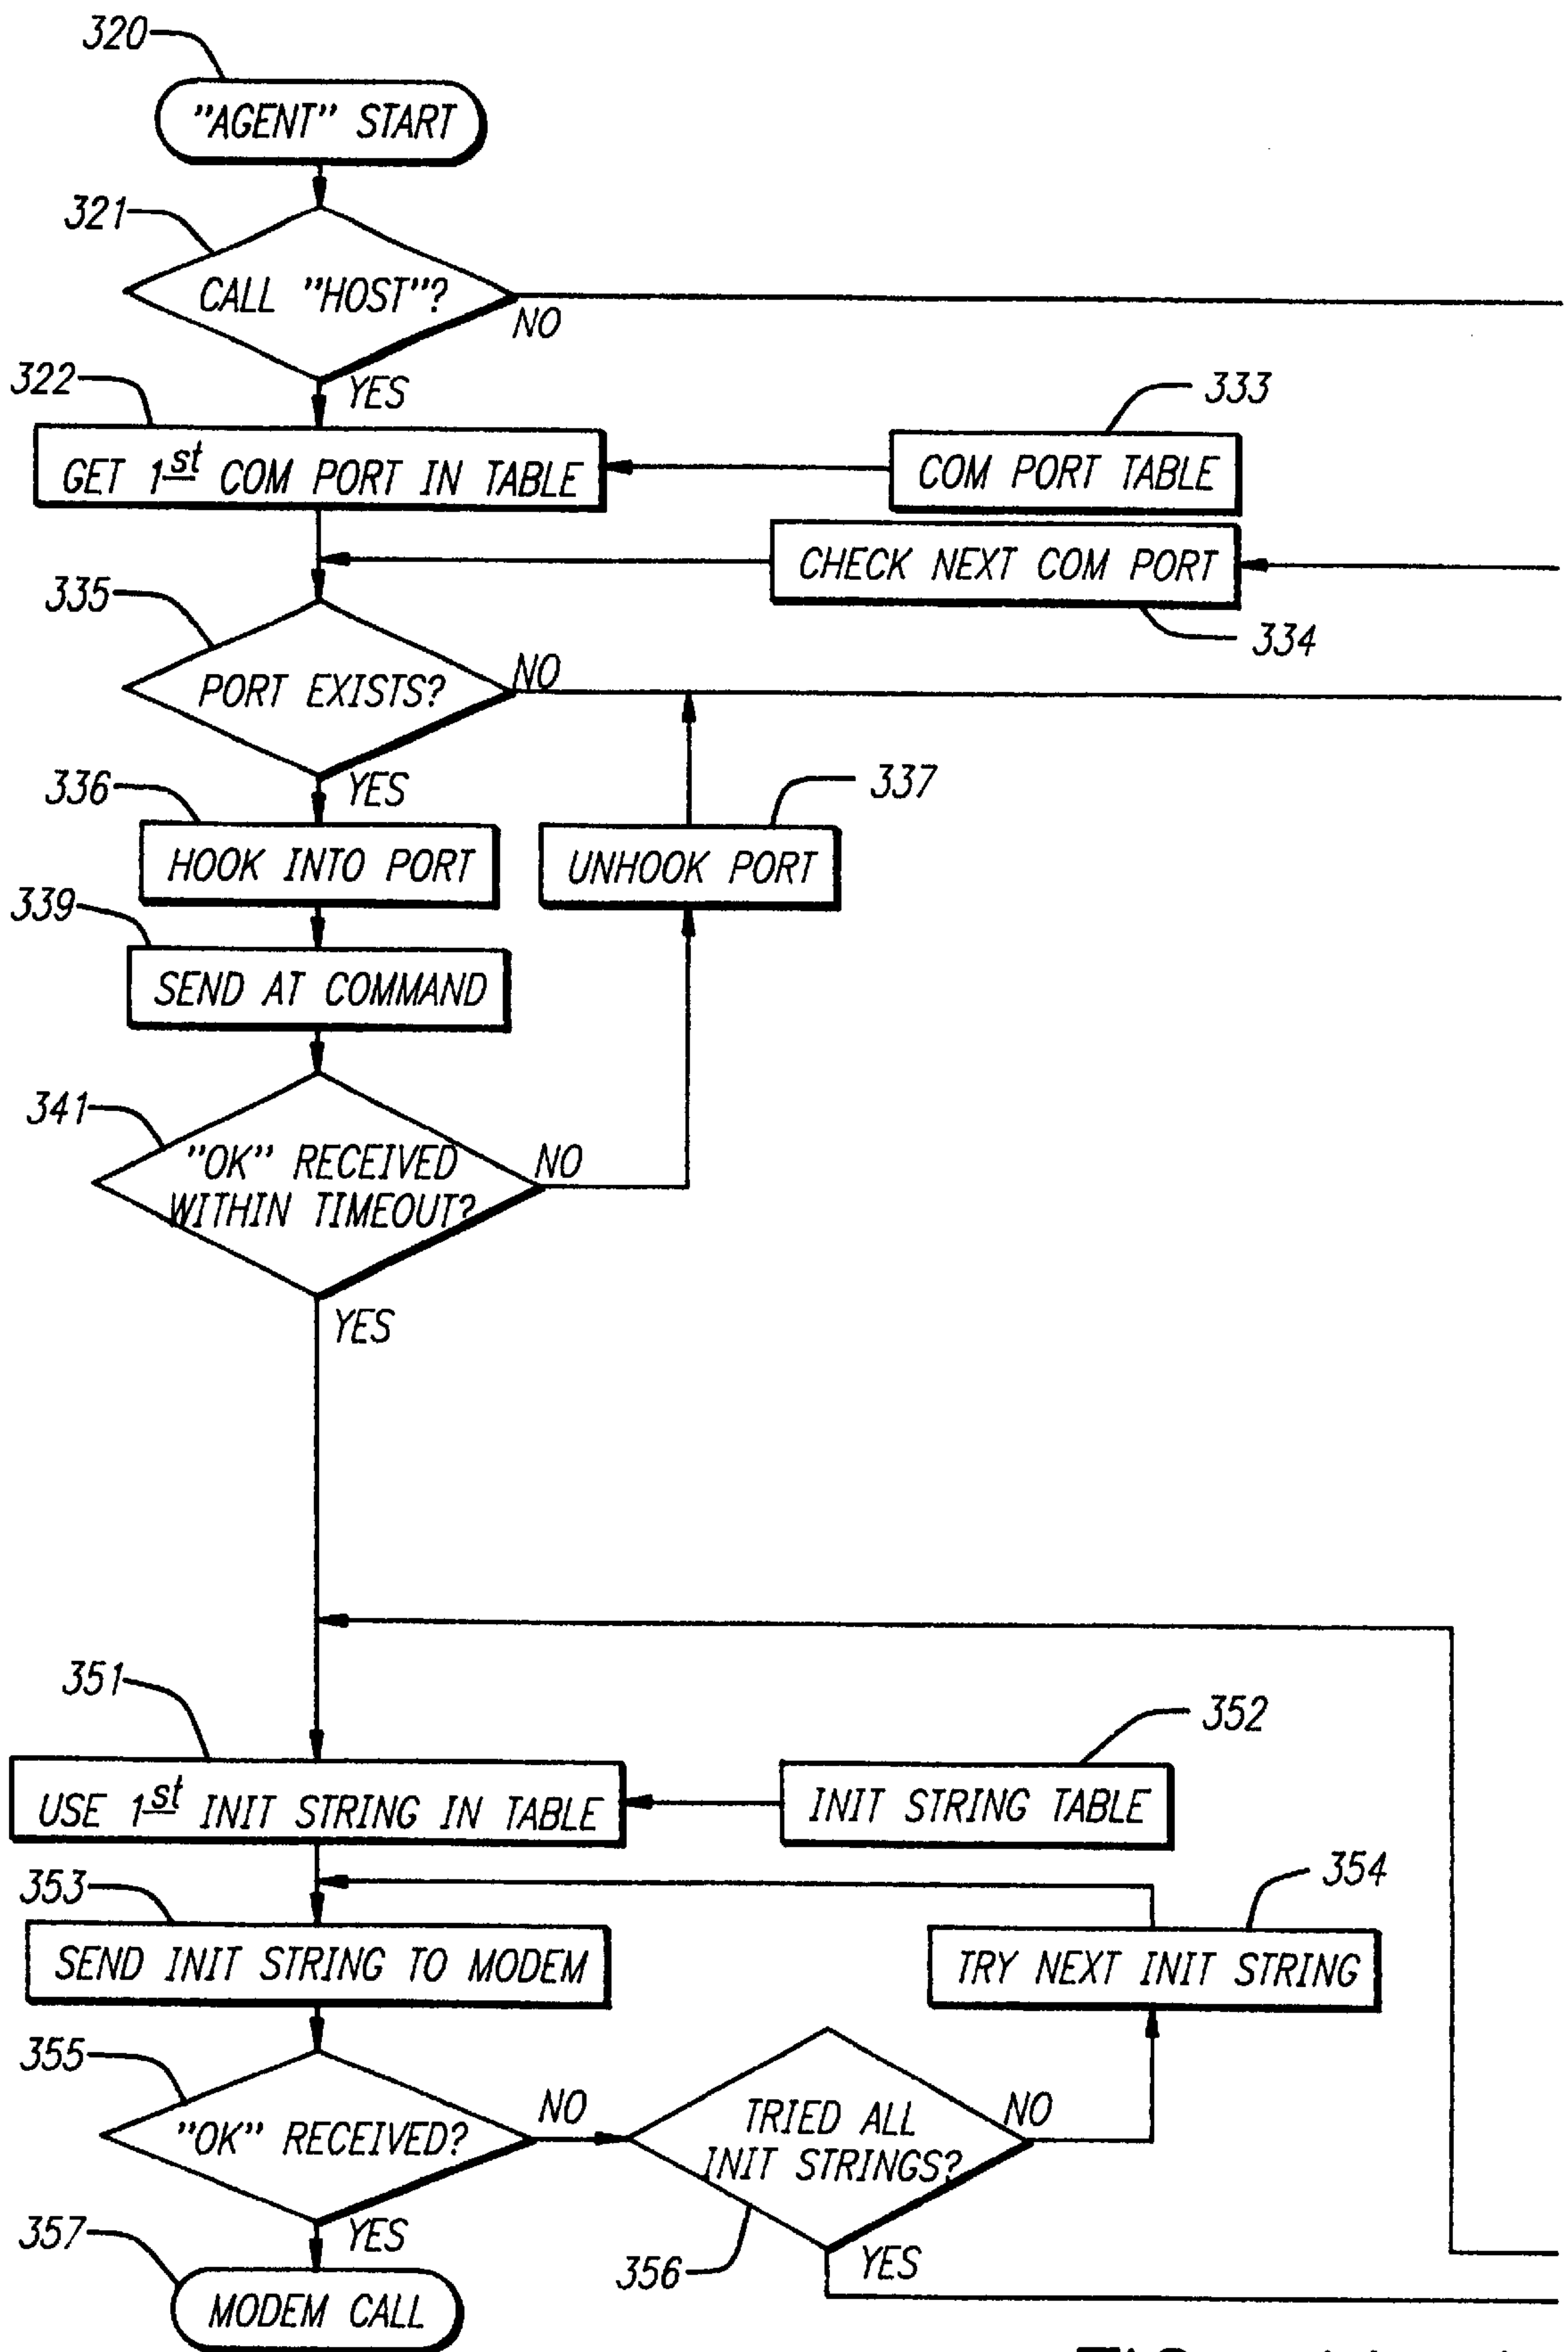 320
"AGENT" START
321
CALL "HOST"?
NO
322
YES
333
GET 1st COM PORT IN TABLE
COM PORT TABLE
CHECK NEXT COM PORT
335
334
NO
PORT EXISTS?
336
YES
337
HOOK INTO PORT
UNHOOK PORT
339
SEND AT COMMAND
341
"OK" RECEIVED
WITHIN TIMEOUT?
NO
YES
351
352
USE 1st INIT STRING IN TABLE
INIT STRING TABLE
353
354
SEND INIT STRING TO MODEM
TRY NEXT INIT STRING
355
NO
"OK" RECEIVED?
TRIED ALL
INIT STRINGS?
NO
357
YES
356
YES
MODEM CALL